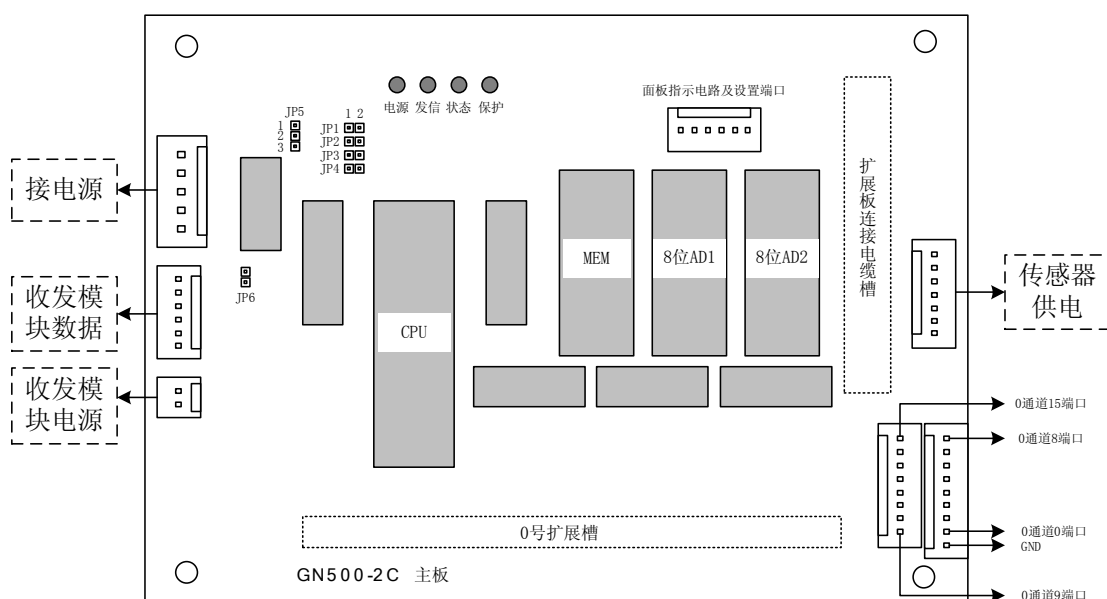 电源 发信 状态 保护
面板指示电路及设置端口
JP5
1
2
3
1 2
JP1
JP2
JP3
JP4
接电源
扩展板连接电缆槽
MEM
8位AD1
8位AD2
传感器
供电
JP6
收发模
块数据
CPU
收发模
块电源
0通道15端口
0通道8端口
0号扩展槽
0通道0端口
GND
GN500-2C 主板
0通道9端口